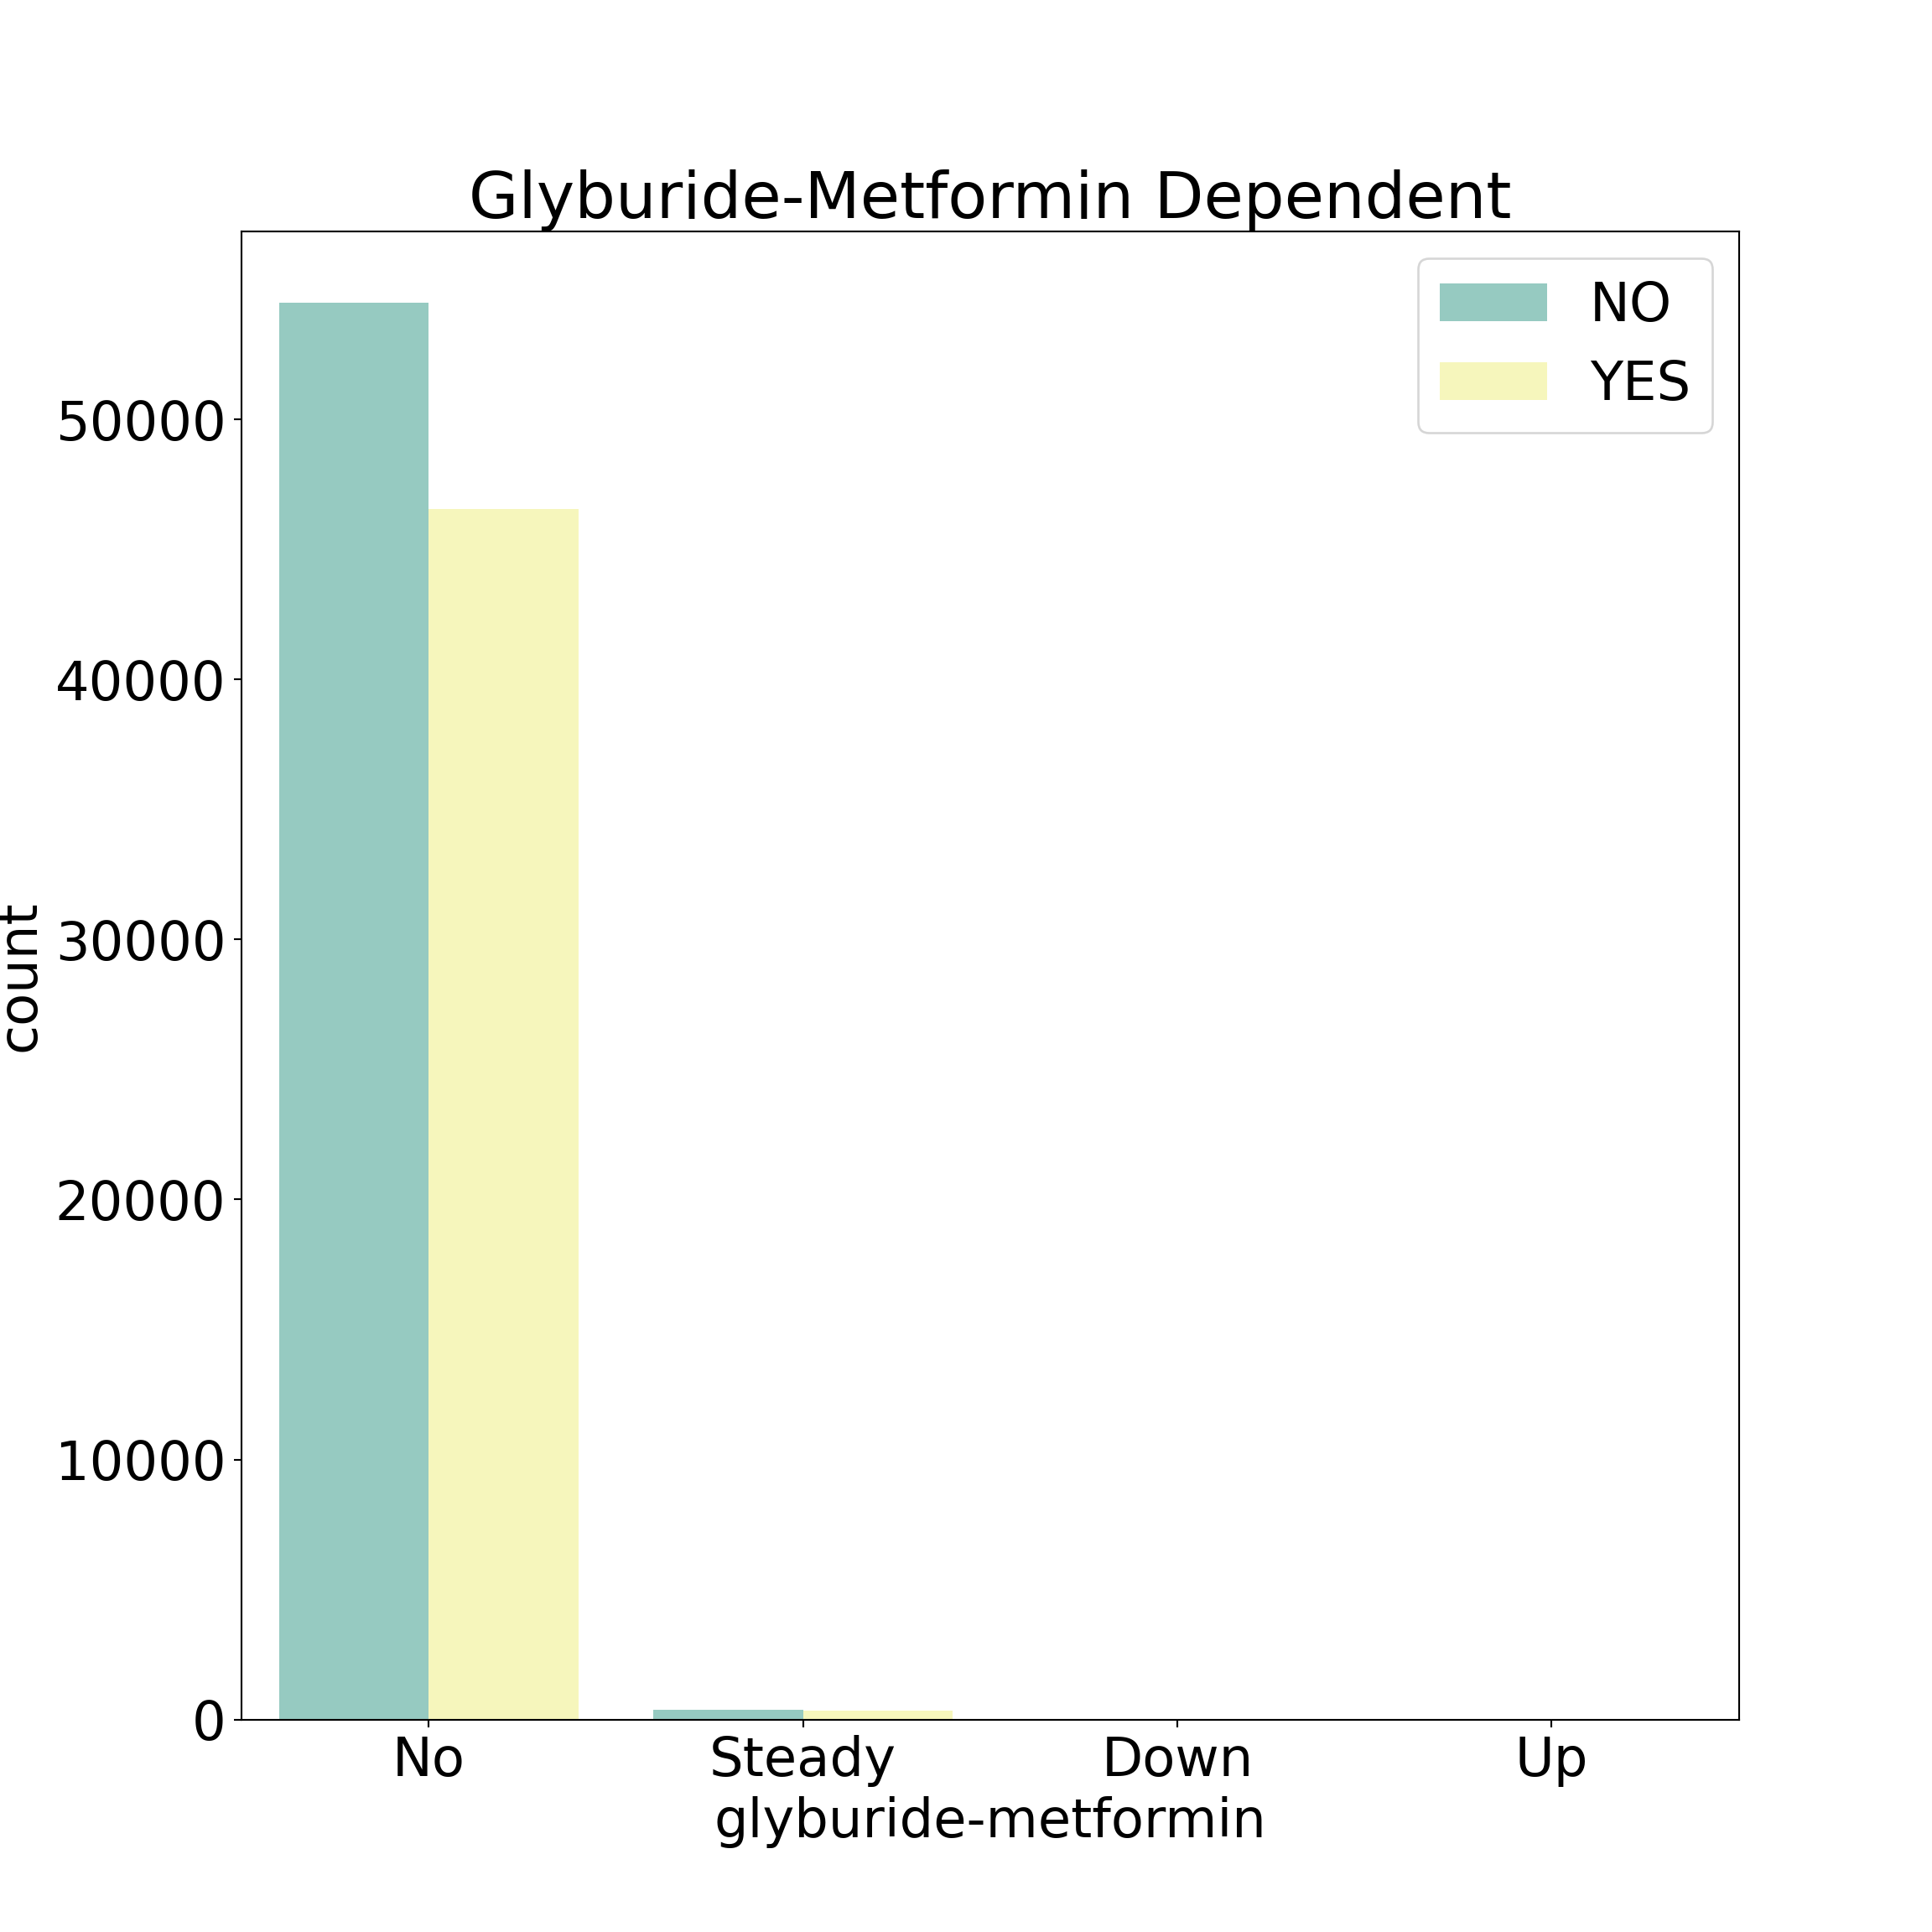 Glyburide-Metformin Dependent
NO
YES
50000
40000
30000
20000
10000
0
count
No Steady Down Up
glyburide-metformin